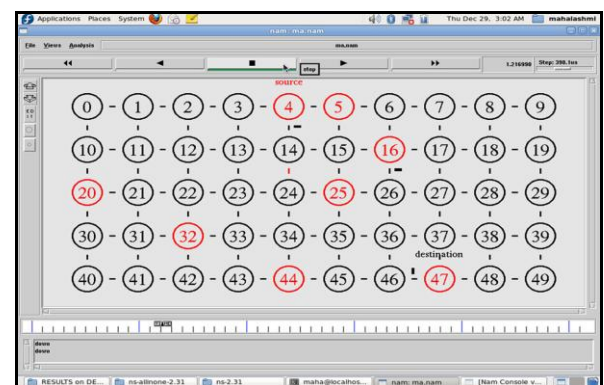 Applications Places System Thu Dec 29, 3:02 AM mahalashmi
nam: ma.nam
File Views Analysis ma.nam
1.216998 Step: 398.1us
stop
source
0 - 1 - 2 - 3 - 4 - 5 - 6 - 7 - 8 - 9
10 - 11 - 12 - 13 - 14 - 15 - 16 - 17 - 18 - 19
20 - 21 - 22 - 23 - 24 - 25 - 26 - 27 - 28 - 29
30 - 31 - 32 - 33 - 34 - 35 - 36 - 37 - 38 - 39
destination
40 - 41 - 42 - 43 - 44 - 45 - 46 - 47 - 48 - 49
down
down
RESULTS on DE... ns-allinone-2.31 ns-2.31 maha@localhos... nam: ma.nam [Nam Console v...